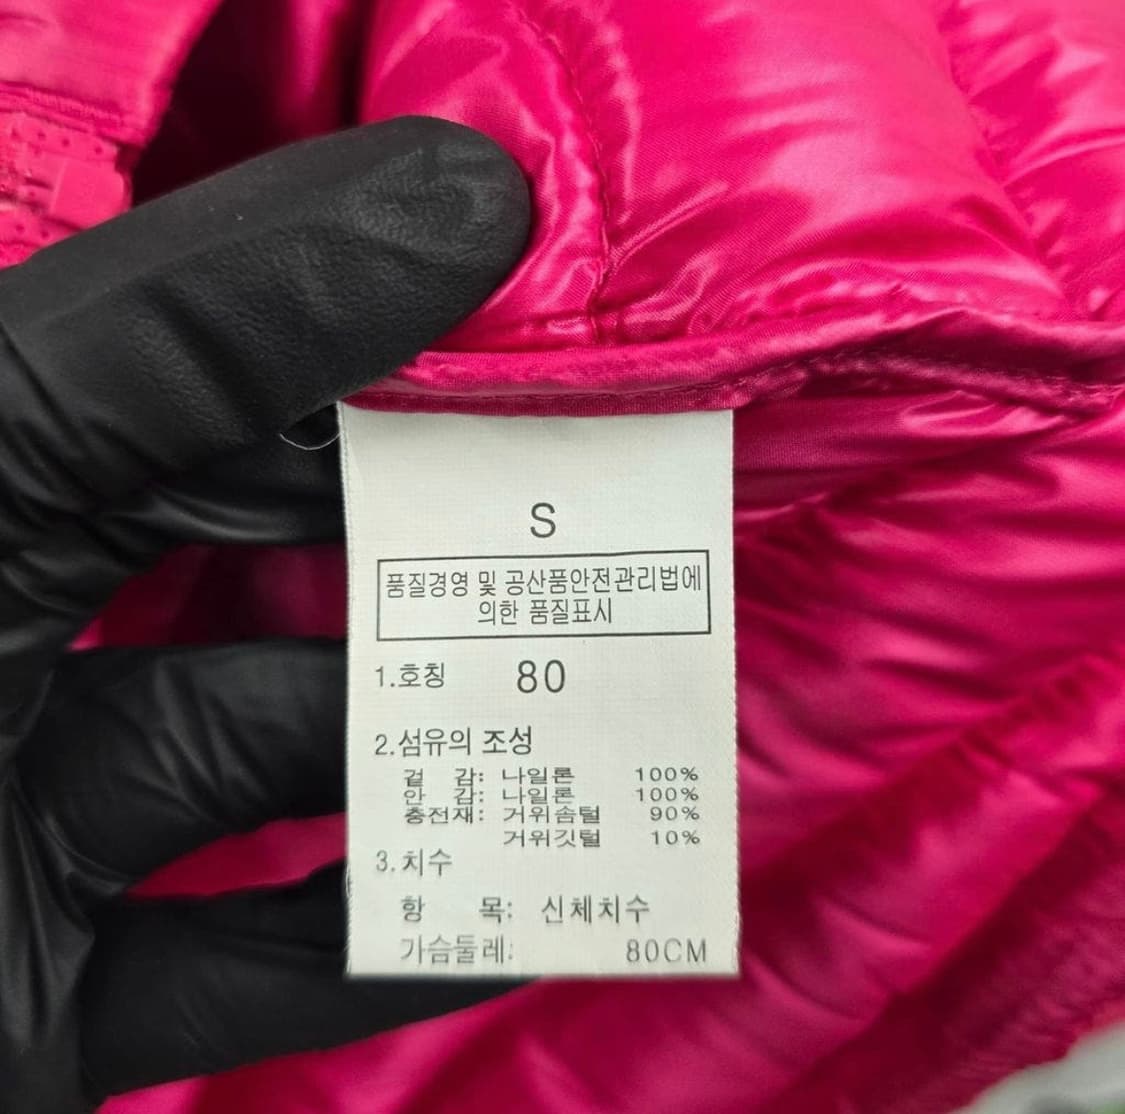 S
품질경영 및 공산품안전관리법에
의한 품질표시
1.호칭 80
2.섬유의 조성
겉 감: 나일론 100%
안 감: 나일론 100%
충전재: 거위솜털 90%
거위깃털 10%
3.치수
항 목: 신체치수
가슴둘레: 80CM